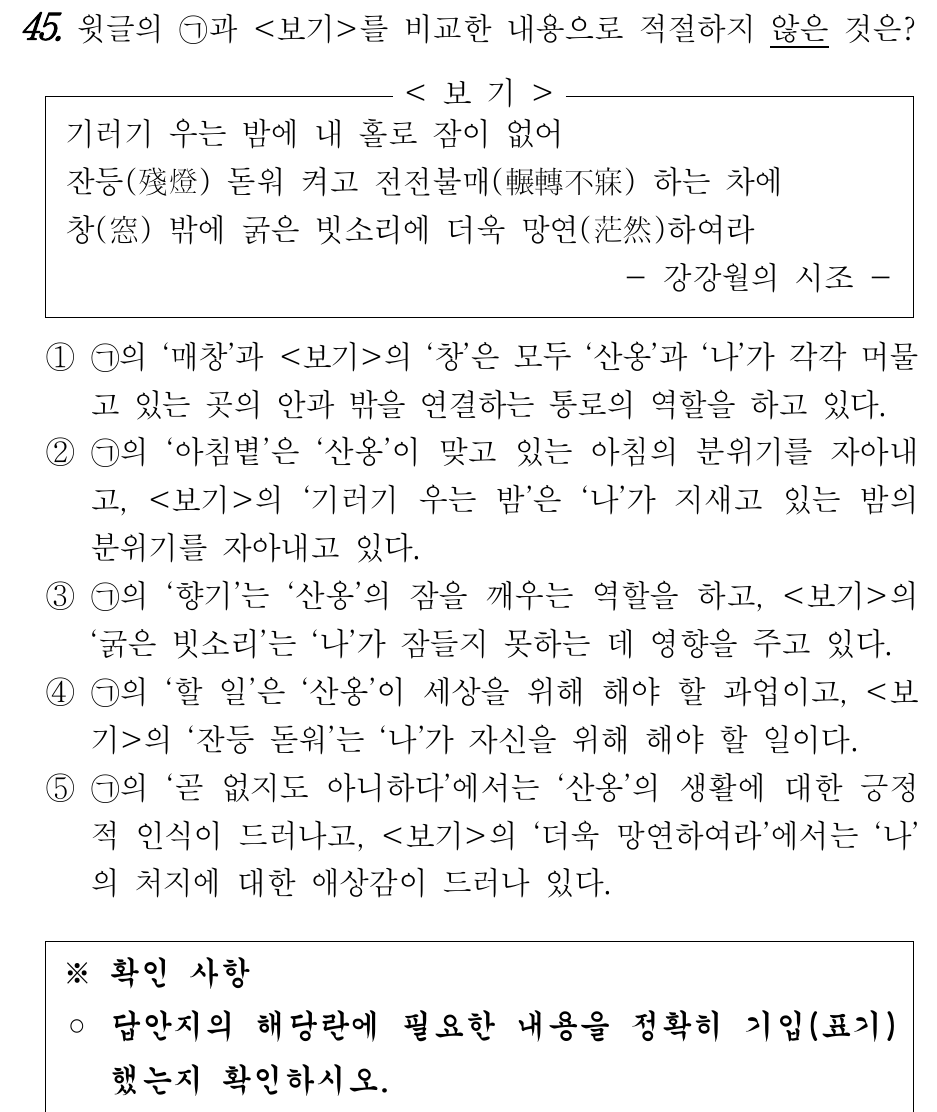 45. 윗글의 ㉠과 <보기>를 비교한 내용으로 적절하지 않은 것은?
< 보 기 >
기러기 우는 밤에 내 홀로 잠이 없어
잔등(殘燈) 돋워 켜고 전전불매(輾轉不寐) 하는 차에
창(窓) 밖에 굵은 빗소리에 더욱 망연(茫然)하여라
- 강강월의 시조 -
① ㉠의 ‘매창’과 <보기>의 ‘창’은 모두 ‘산옹’과 ‘나’가 각각 머물
고 있는 곳의 안과 밖을 연결하는 통로의 역할을 하고 있다.
② ㉠의 ‘아침볕’은 ‘산옹’이 맞고 있는 아침의 분위기를 자아내
고, <보기>의 ‘기러기 우는 밤’은 ‘나’가 지새고 있는 밤의
분위기를 자아내고 있다.
③ ㉠의 ‘향기’는 ‘산옹’의 잠을 깨우는 역할을 하고, <보기>의
‘굵은 빗소리’는 ‘나’가 잠들지 못하는 데 영향을 주고 있다.
④ ㉠의 ‘할 일’은 ‘산옹’이 세상을 위해 해야 할 과업이고, <보
기>의 ‘잔등 돋워’는 ‘나’가 자신을 위해 해야 할 일이다.
⑤ ㉠의 ‘곧 없지도 아니하다’에서는 ‘산옹’의 생활에 대한 긍정
적 인식이 드러나고, <보기>의 ‘더욱 망연하여라’에서는 ‘나’
의 처지에 대한 애상감이 드러나 있다.
※ 확인 사항
○ 답안지의 해당란에 필요한 내용을 정확히 기입(표기)
했는지 확인하시오.